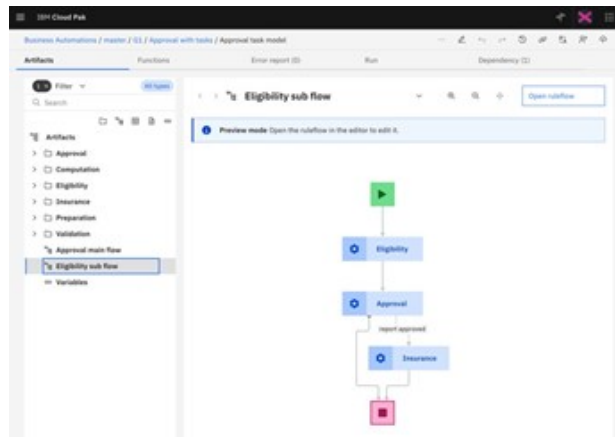 IBM Cloud Pak
Business Automations / master / G1 / Approval with tasks / Approval task model
Artifacts
Functions
Error report (0)
Run
Dependency (1)
Filter
All types
Search
Artifacts
Approval
Computation
Eligibility
Insurance
Preparation
Validation
Approval main flow
Eligibility sub flow
Variables
Eligibility sub flow
Open ruleflow
Preview mode Open the ruleflow in the editor to edit it.
Eligibility
Approval
report approved
Insurance